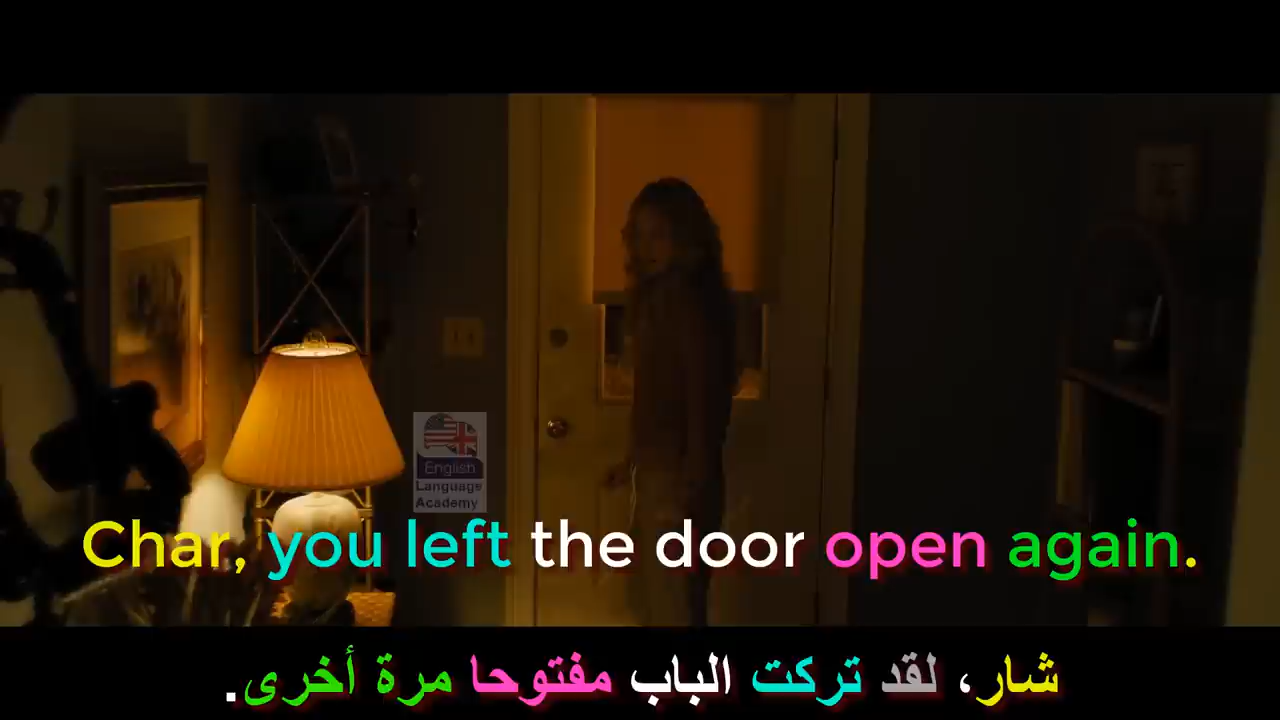 English
Language
Academy
Char, you left the door open again.
شار، لقد تركت الباب مفتوحا مرة أخرى.